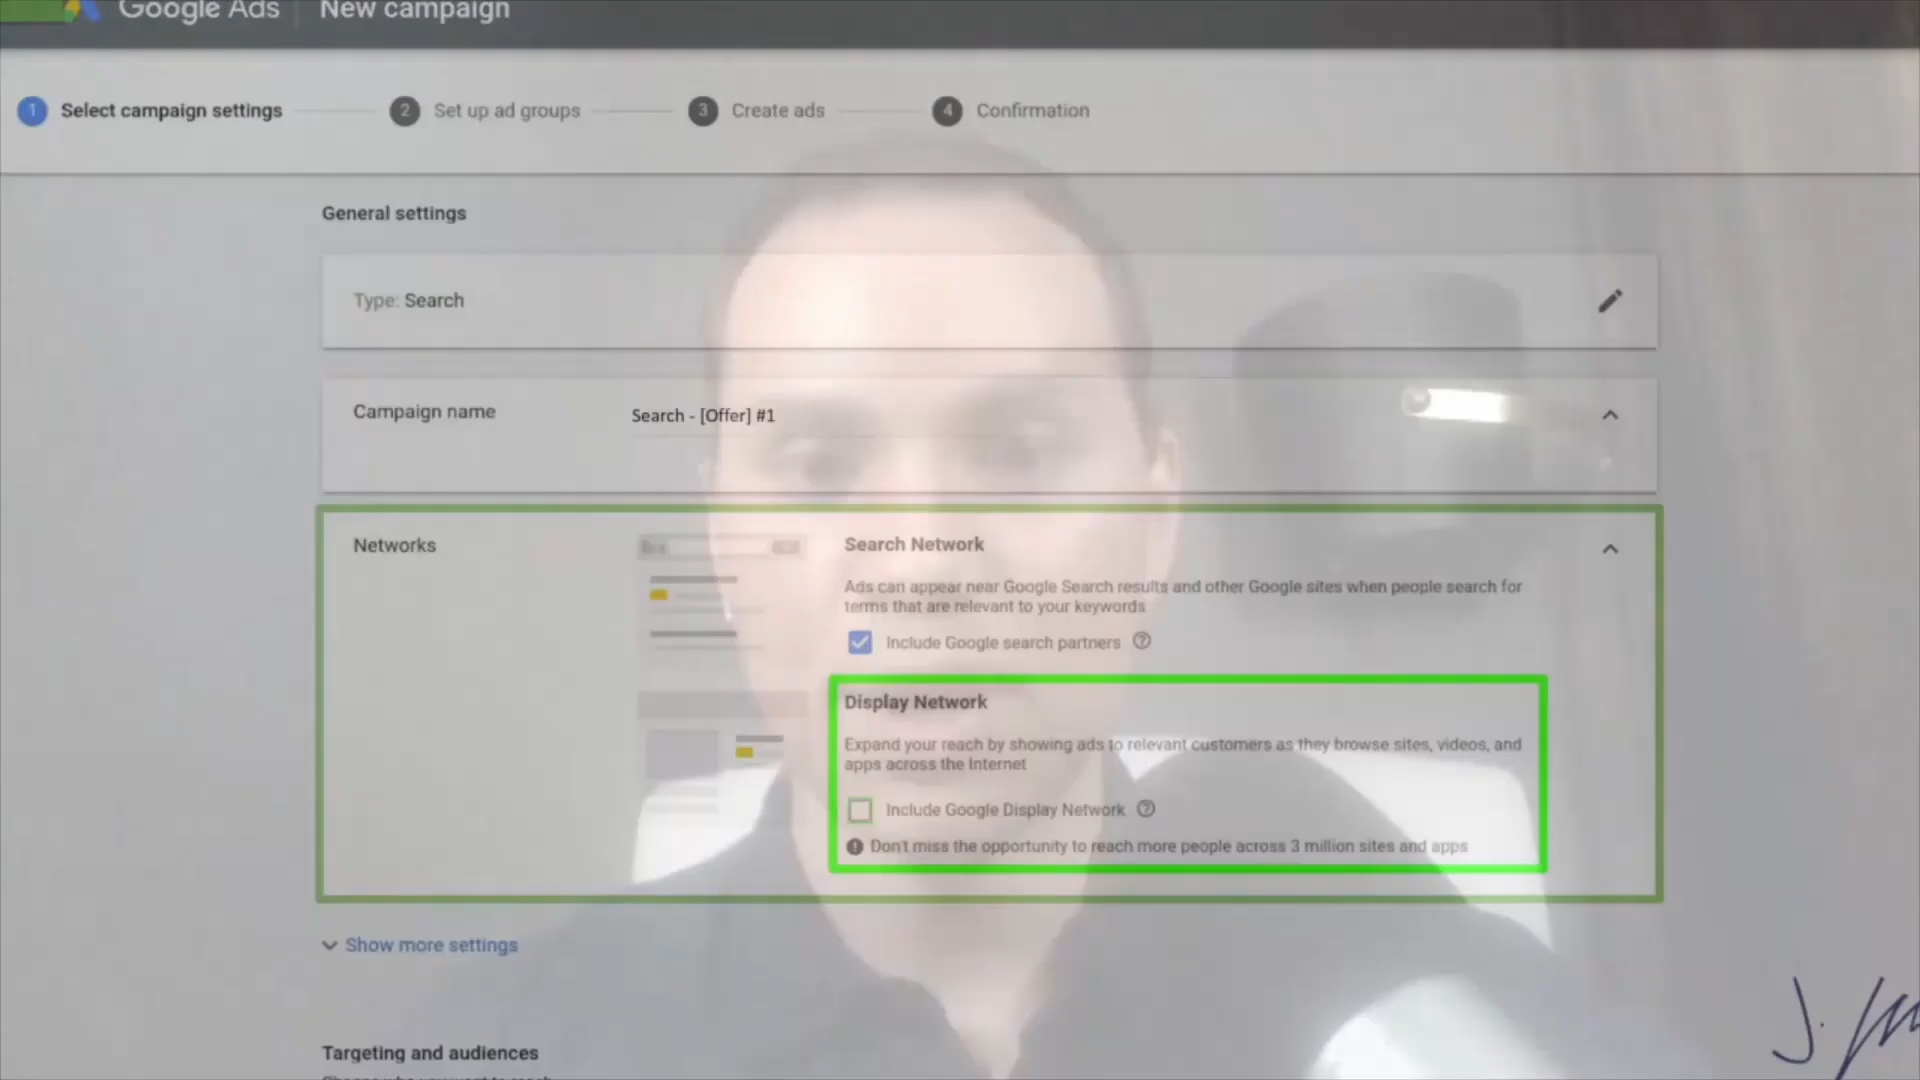 Google Ads New campaign
1 Select campaign settings 2 Set up ad groups 3 Create ads 4 Confirmation
General settings
Type: Search
Campaign name Search - [Offer] #1
Networks
Search Network
Ads can appear near Google Search results and other Google sites when people search for
terms that are relevant to your keywords
Include Google search partners
Display Network
Expand your reach by showing ads to relevant customers as they browse sites, videos, and
apps across the Internet
Include Google Display Network
Don't miss the opportunity to reach more people across 3 million sites and apps
Show more settings
Targeting and audiences